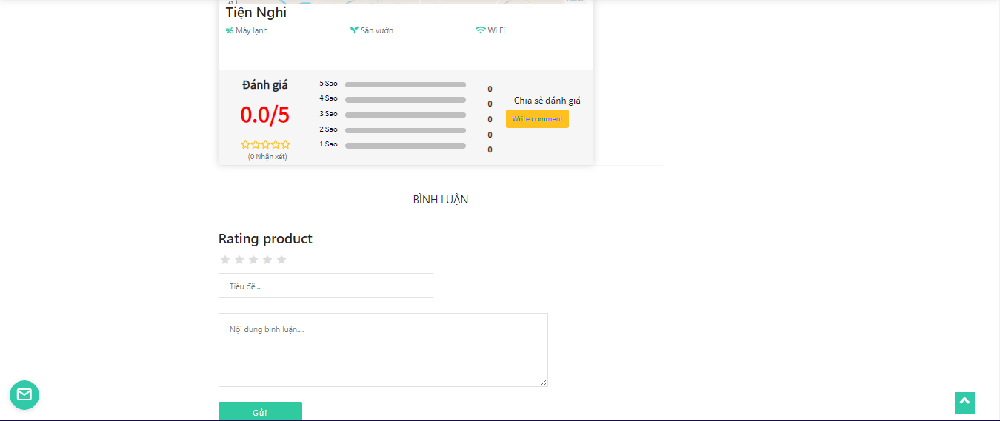 Tiện Nghi
Máy lạnh
Sân vườn
Wi Fi
Đánh giá
0.0/5
(0 Nhận xét)
5 Sao
4 Sao
3 Sao
2 Sao
1 Sao
0
0
0
0
0
Chia sẻ đánh giá
Write comment
BÌNH LUẬN
Rating product
Tiều đề....
Nội dung bình luận....
Gửi